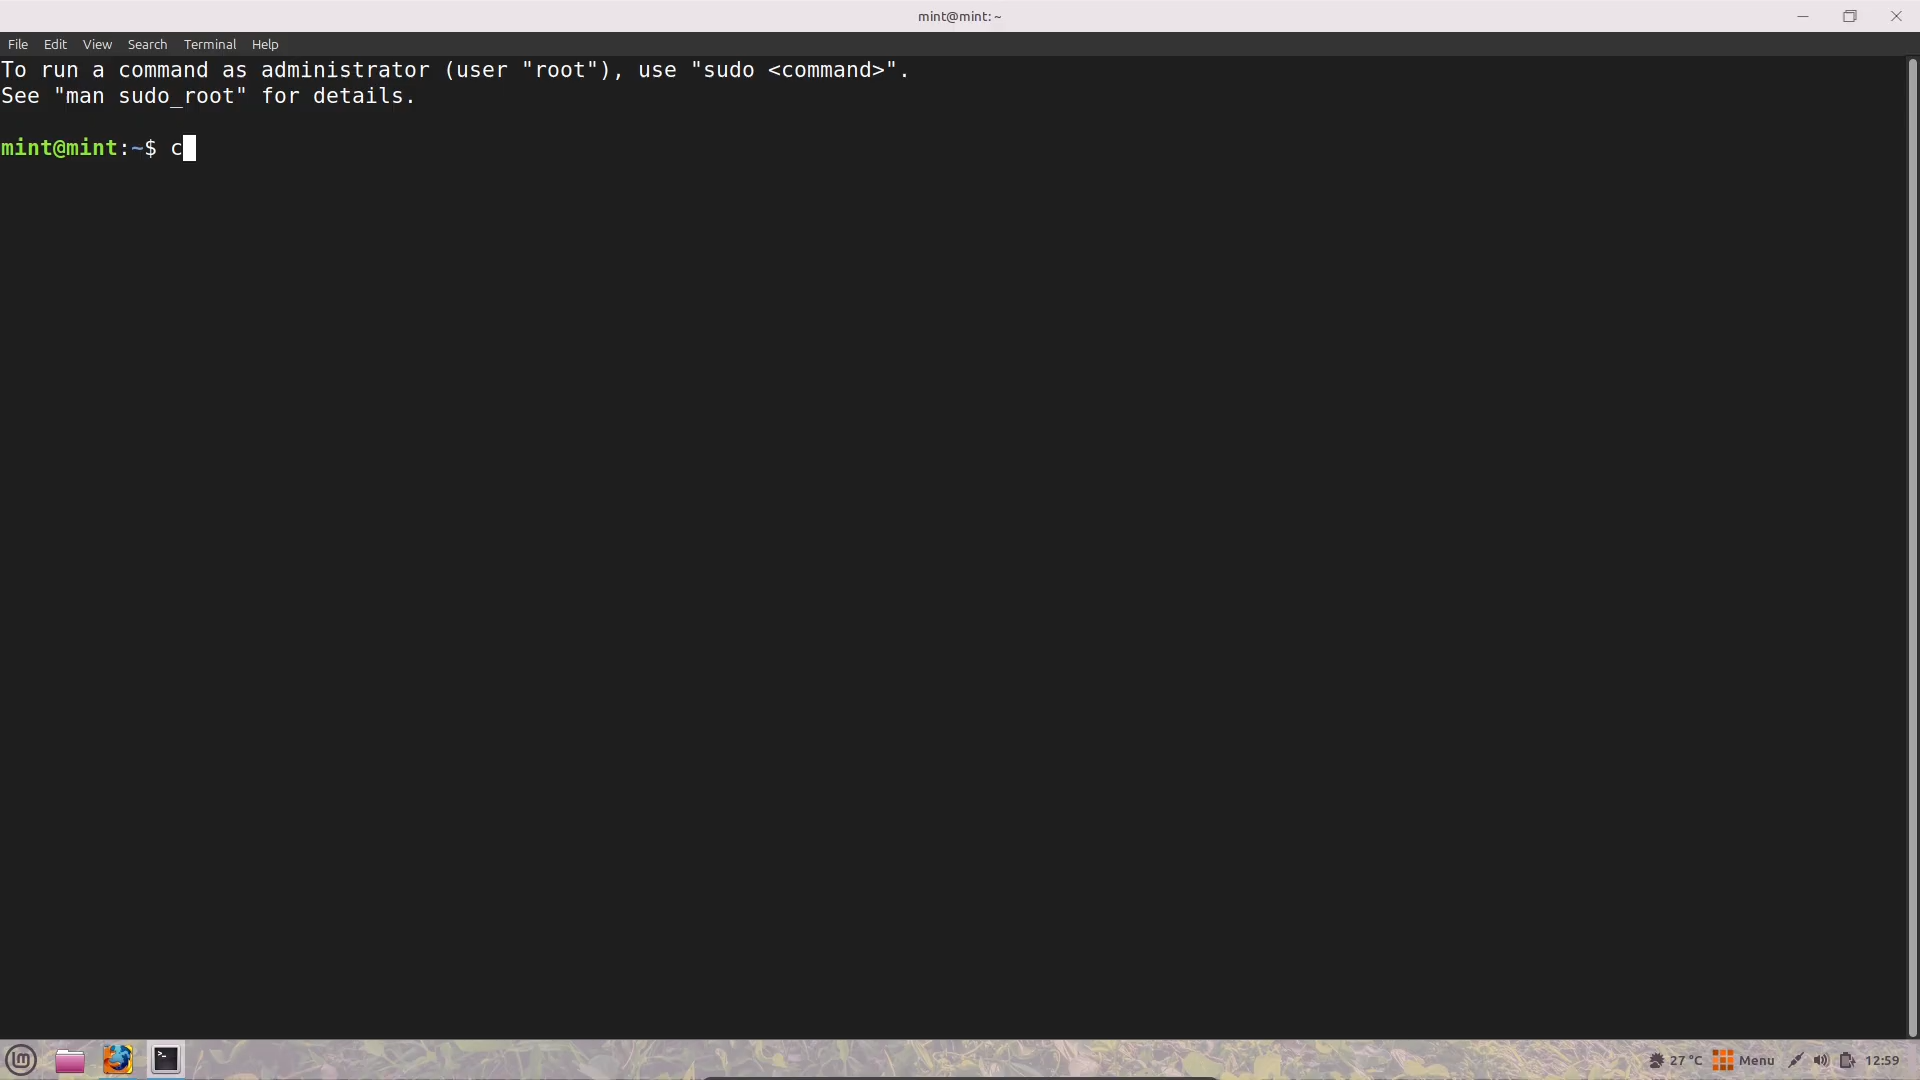 mint@mint: ~
File Edit View Search Terminal Help
To run a command as administrator (user "root"), use "sudo <command>".
See "man sudo_root" for details.
mint@mint:~$ c
27 °C Menu 12:59